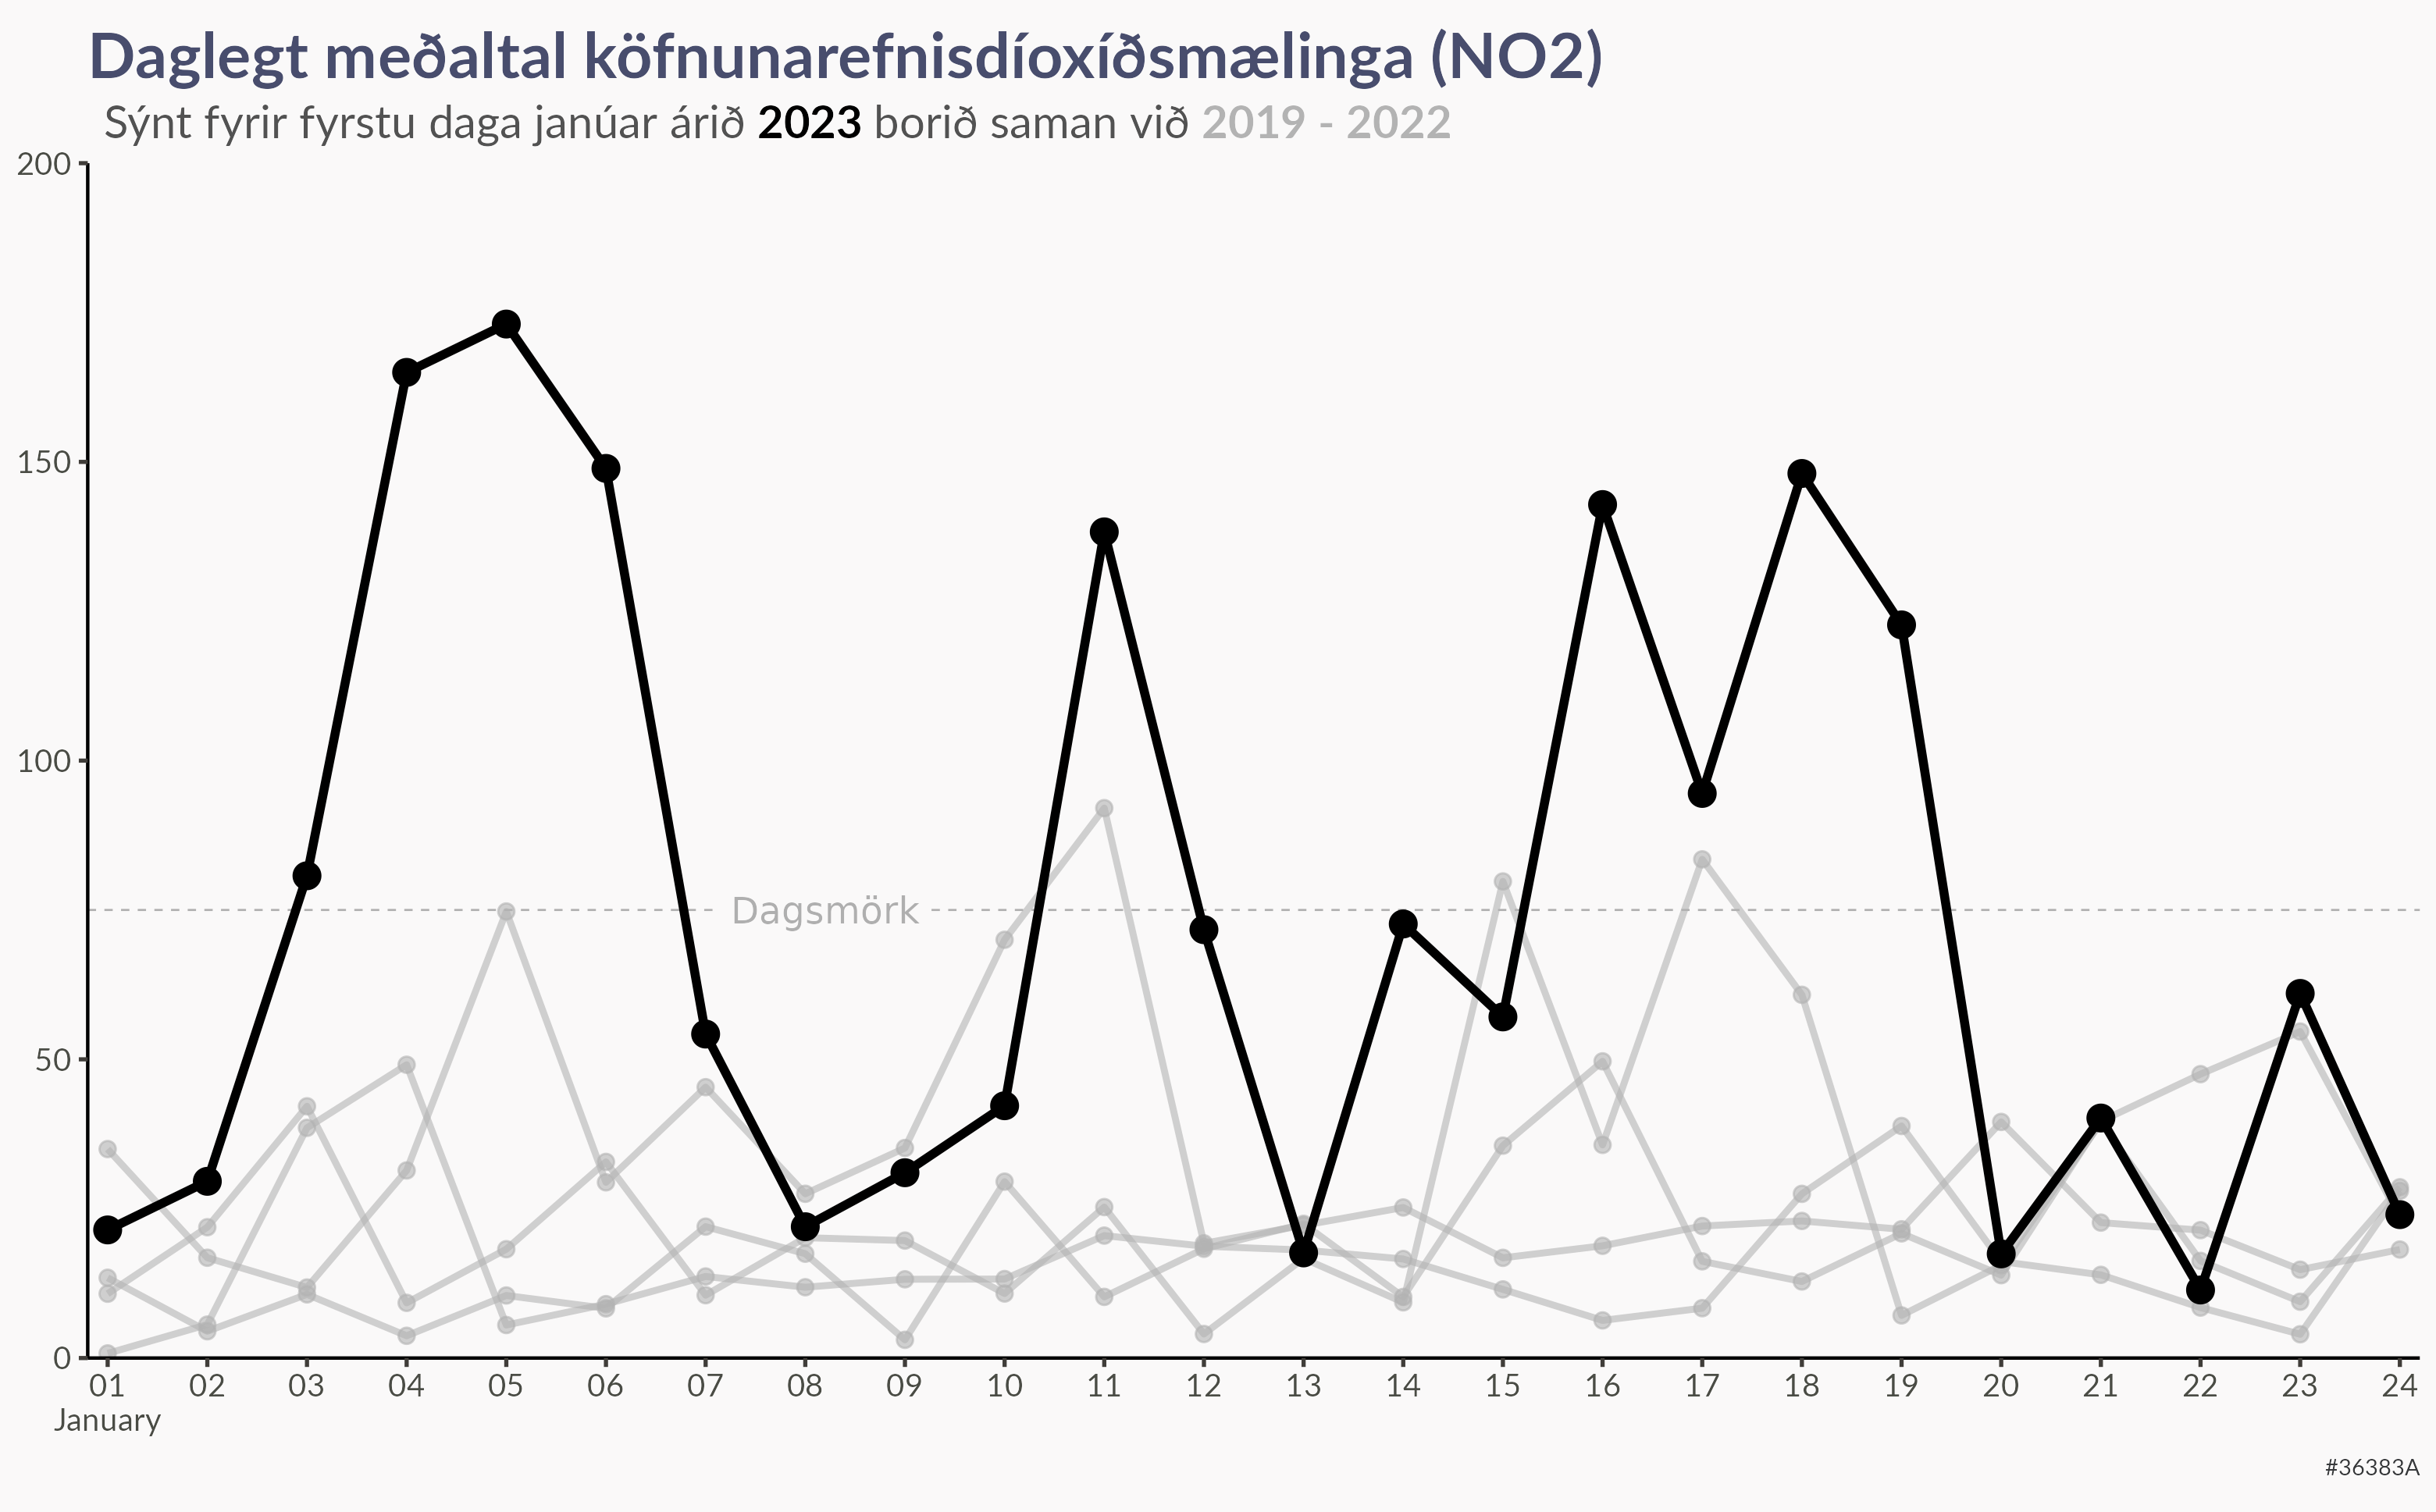 Daglegt meðaltal köfnunarefnisdíoxíðsmælinga (NO2)
Sýnt fyrir fyrstu daga janúar árið 2023 borið saman við 2019 - 2022
200
150
100
Dagsmörk
50
0
01 02 03 04 05 06 07 08 09 10 11 12 13 14 15 16 17 18 19 20 21 22 23 24
January
#36383A